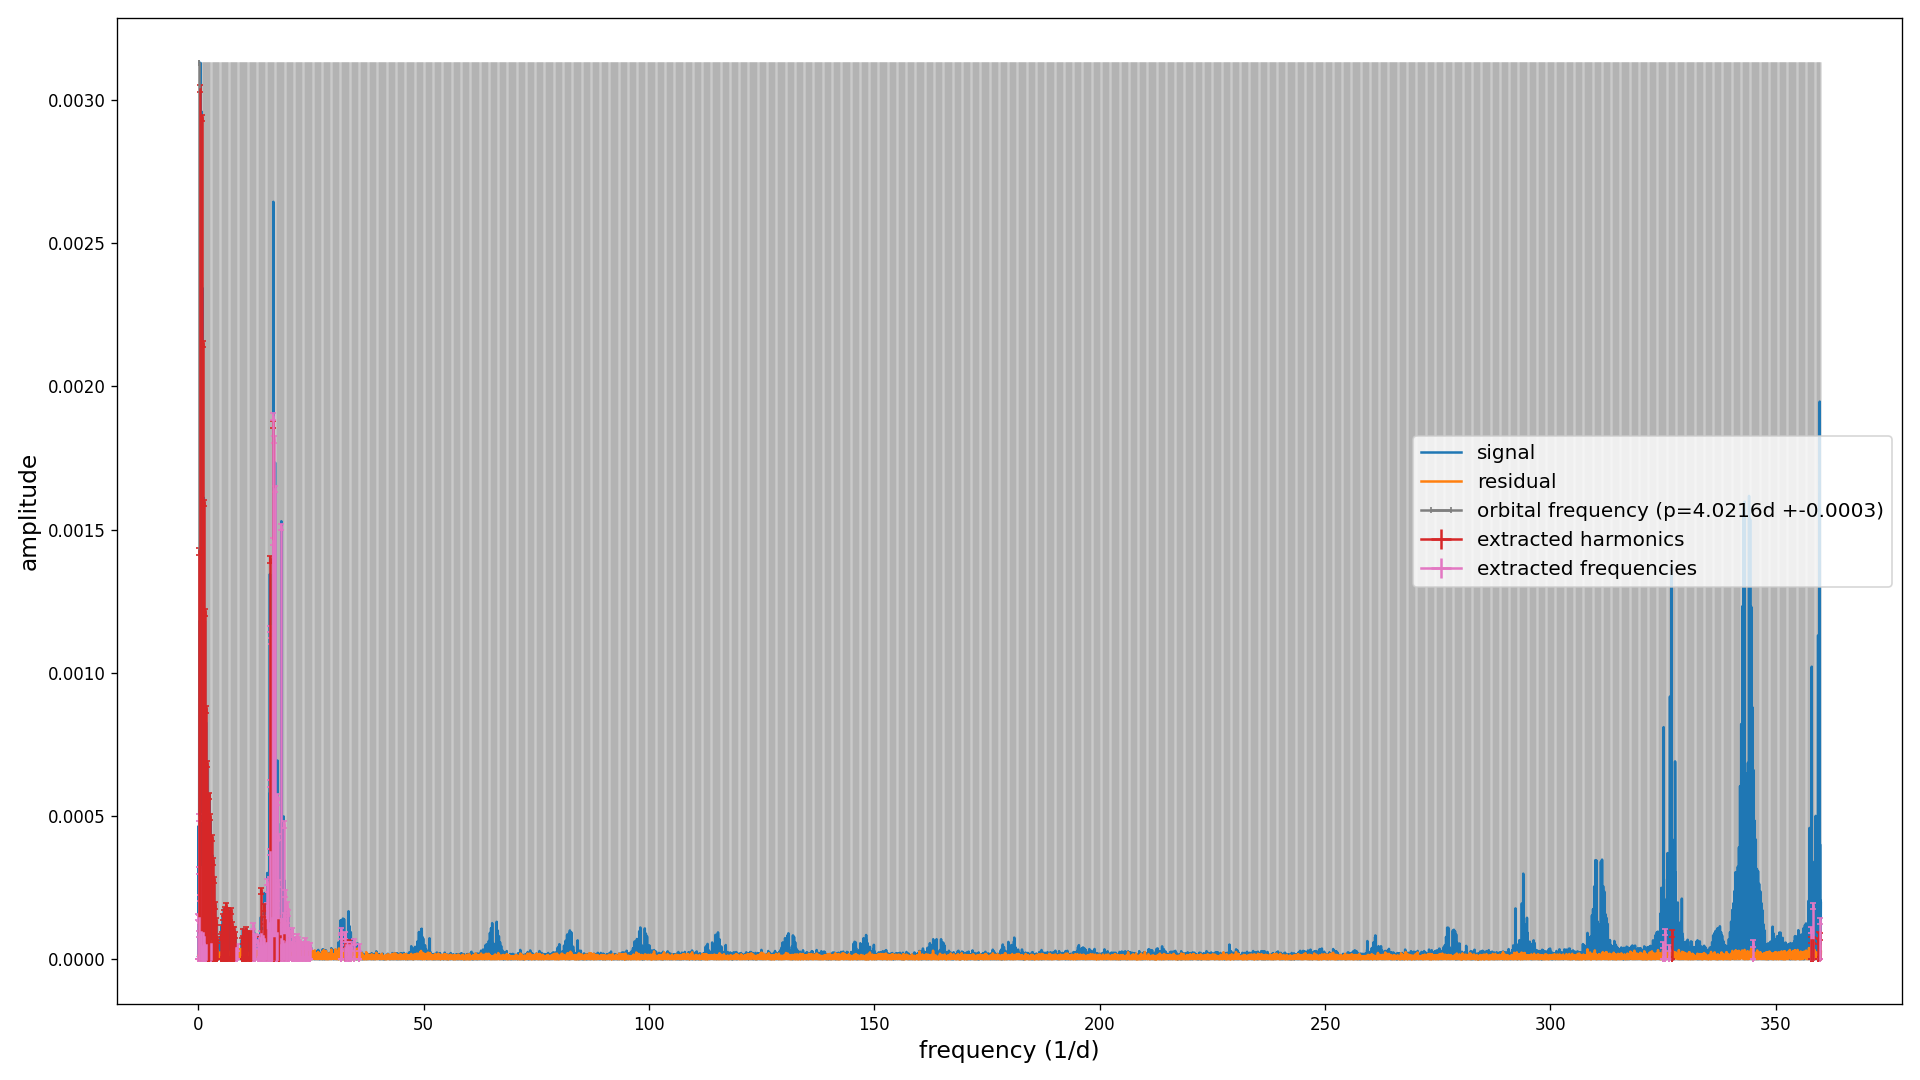 0.0030
0.0025
0.0020
0.0015
0.0010
0.0005
0.0000
amplitude
signal
residual
orbital frequency (p=4.0216d +-0.0003)
extracted harmonics
extracted frequencies
0 50 100 150 200 250 300 350
frequency (1/d)